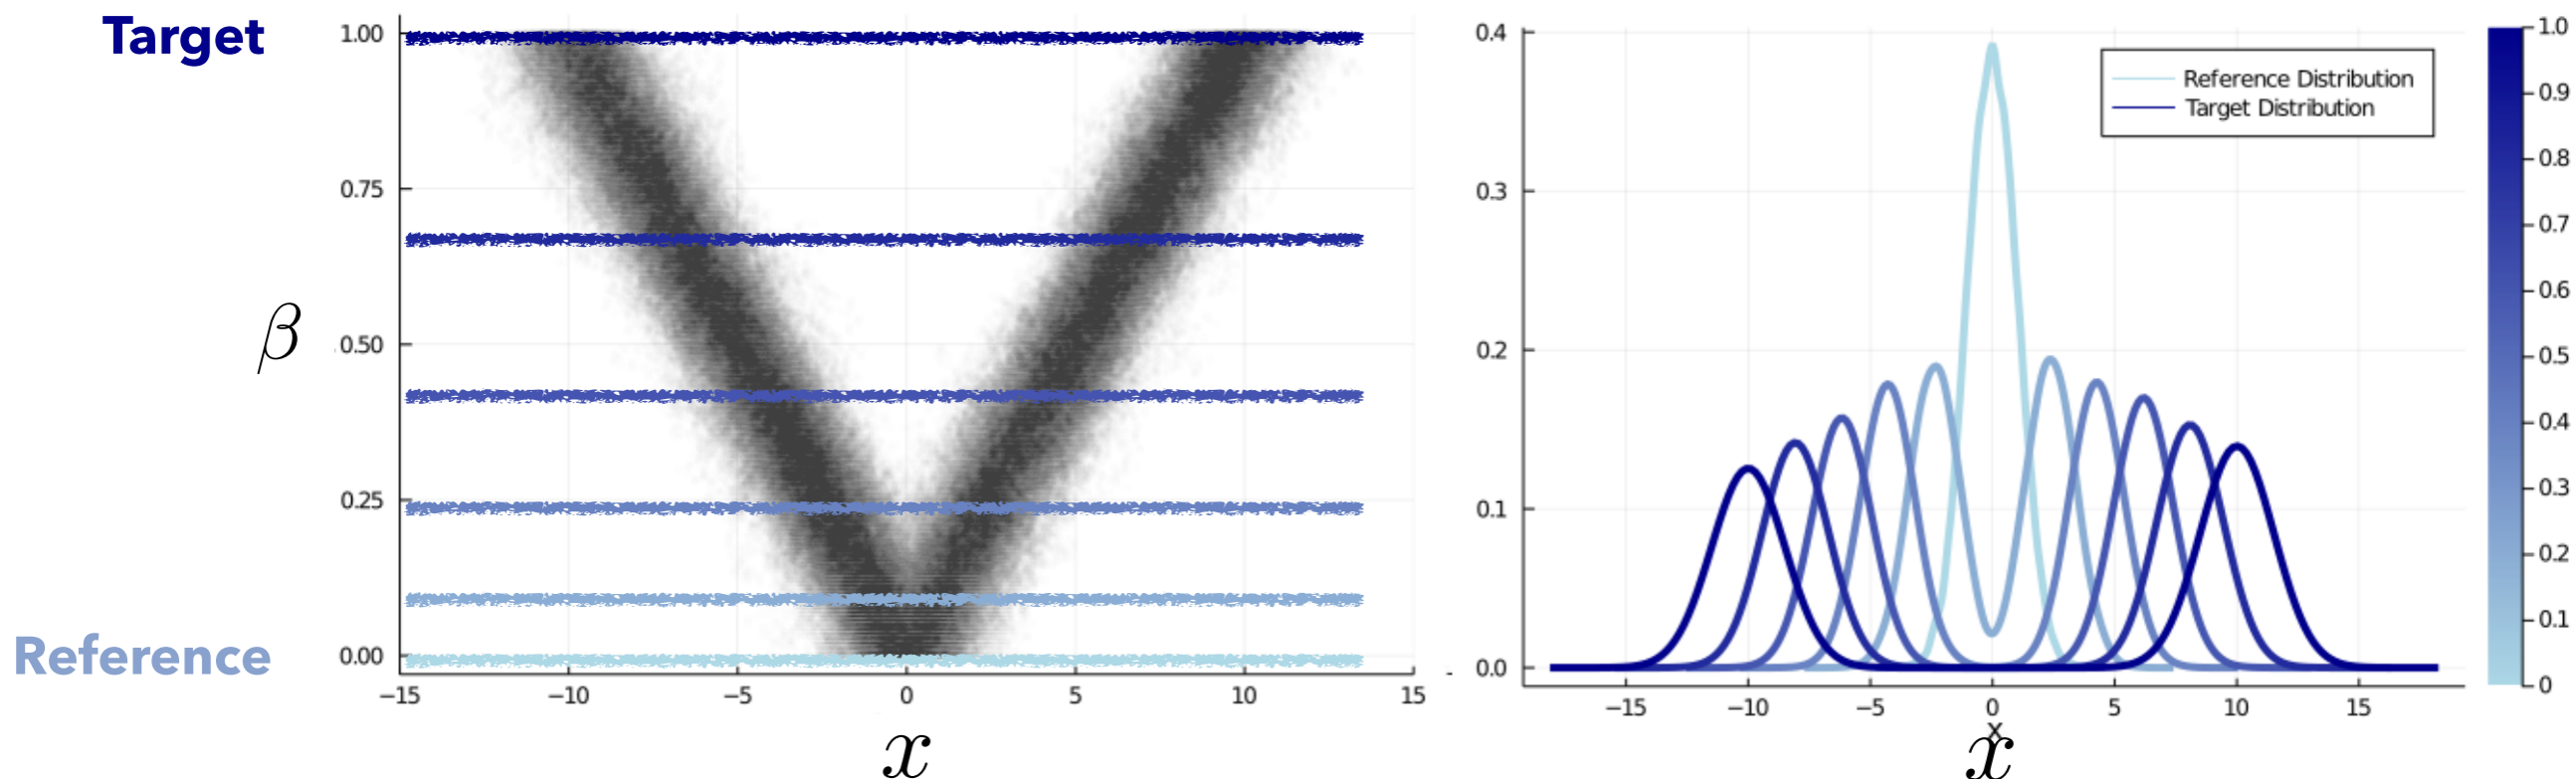 Target
Reference
β
1.00
0.75
0.50
0.25
0.00
−15 −10 −5 0 5 10 15
x
0.4
0.3
0.2
0.1
0.0
Reference Distribution
Target Distribution
−15 −10 −5 0 5 10 15
x
x
1.0
0.9
0.8
0.7
0.6
0.5
0.4
0.3
0.2
0.1
0